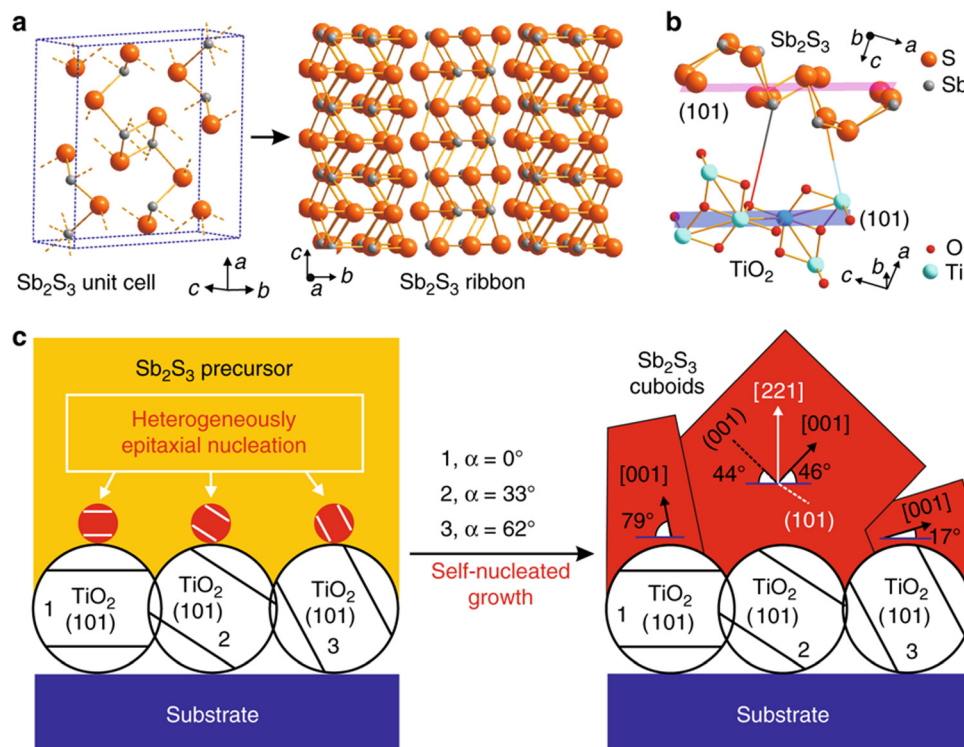 a
Sb2S3 unit cell
a
c
b
Sb2S3 ribbon
c
a
b
b
Sb2S3
b
a
c
S
Sb
(101)
(101)
TiO2
O
Ti
c
b
a
c
Sb2S3 precursor
Heterogeneously
epitaxial nucleation
TiO2
(101)
1
TiO2
(101)
2
TiO2
(101)
3
Substrate
1, α = 0°
2, α = 33°
3, α = 62°
Self-nucleated
growth
Sb2S3
cuboids
[221]
(001)
[001]
44°
46°
(101)
[001]
79°
[001]
17°
TiO2
(101)
1
TiO2
(101)
2
TiO2
(101)
3
Substrate